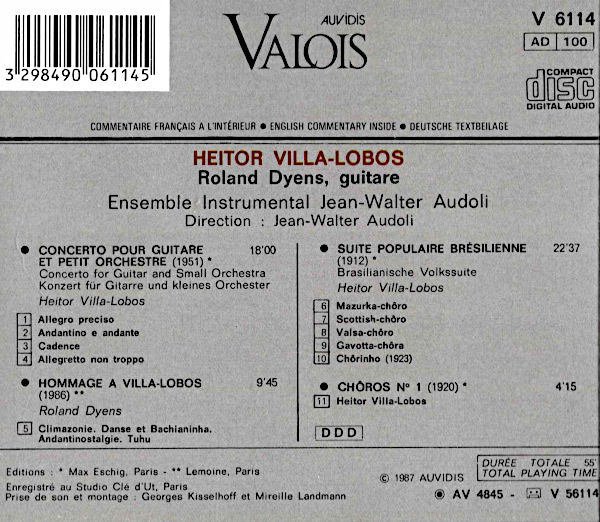 3 298490 061145
AUVIDIS
VALOIS
V 6114
AD 100
COMPACT
disc
DIGITAL AUDIO
COMMENTAIRE FRANÇAIS A L'INTÉRIEUR ● ENGLISH COMMENTARY INSIDE ● DEUTSCHE TEXTBEILAGE
HEITOR VILLA-LOBOS
Roland Dyens, guitare
Ensemble Instrumental Jean-Walter Audoli
Direction : Jean-Walter Audoli
● CONCERTO POUR GUITARE 18'00
ET PETIT ORCHESTRE (1951) *
Concerto for Guitar and Small Orchestra
Konzert für Gitarre und kleines Orchester
Heitor Villa-Lobos
1 Allegro preciso
2 Andantino e andante
3 Cadence
4 Allegretto non troppo
● HOMMAGE A VILLA-LOBOS 9'45
(1986) **
Roland Dyens
5 Climazonie. Danse et Bachianinha.
Andantinostalgie. Tuhu
● SUITE POPULAIRE BRÉSILIENNE 22'37
(1912) *
Brasilianische Volkssuite
Heitor Villa-Lobos
6 Mazurka-chôro
7 Scottish-chôro
8 Valsa-chôro
9 Gavotta-chôra
10 Chôrinho (1923)
● CHÔROS Nº 1 (1920) * 4'15
11 Heitor Villa-Lobos
DDD
Editions : * Max Eschig, Paris - ** Lemoine, Paris
Enregistré au Studio Clé d'Ut, Paris
Prise de son et montage : Georges Kisselhoff et Mireille Landmann
© 1987 AUVIDIS
DURÉE TOTALE 55'
TOTAL PLAYING TIME
AV 4845 - V 56114